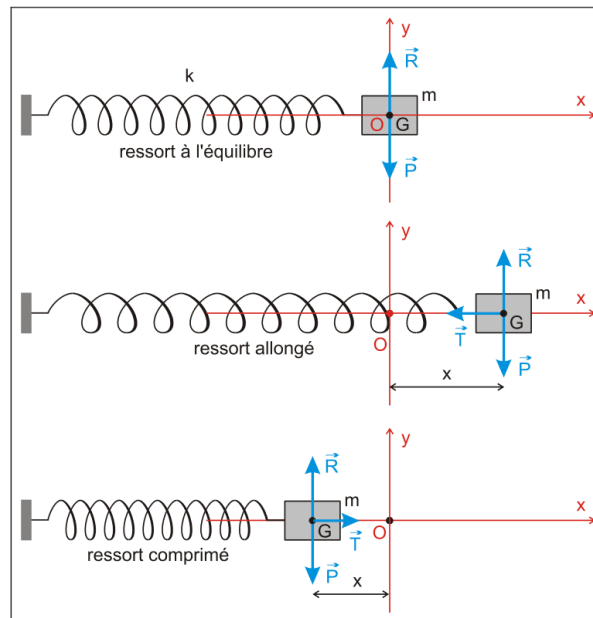 y
R⃗
k
m
x
O G
P⃗
ressort à l'équilibre
y
R⃗
m
x
G
T⃗
O
ressort allongé
P⃗
x
y
R⃗
m
x
G
O
T⃗
ressort comprimé
P⃗
x